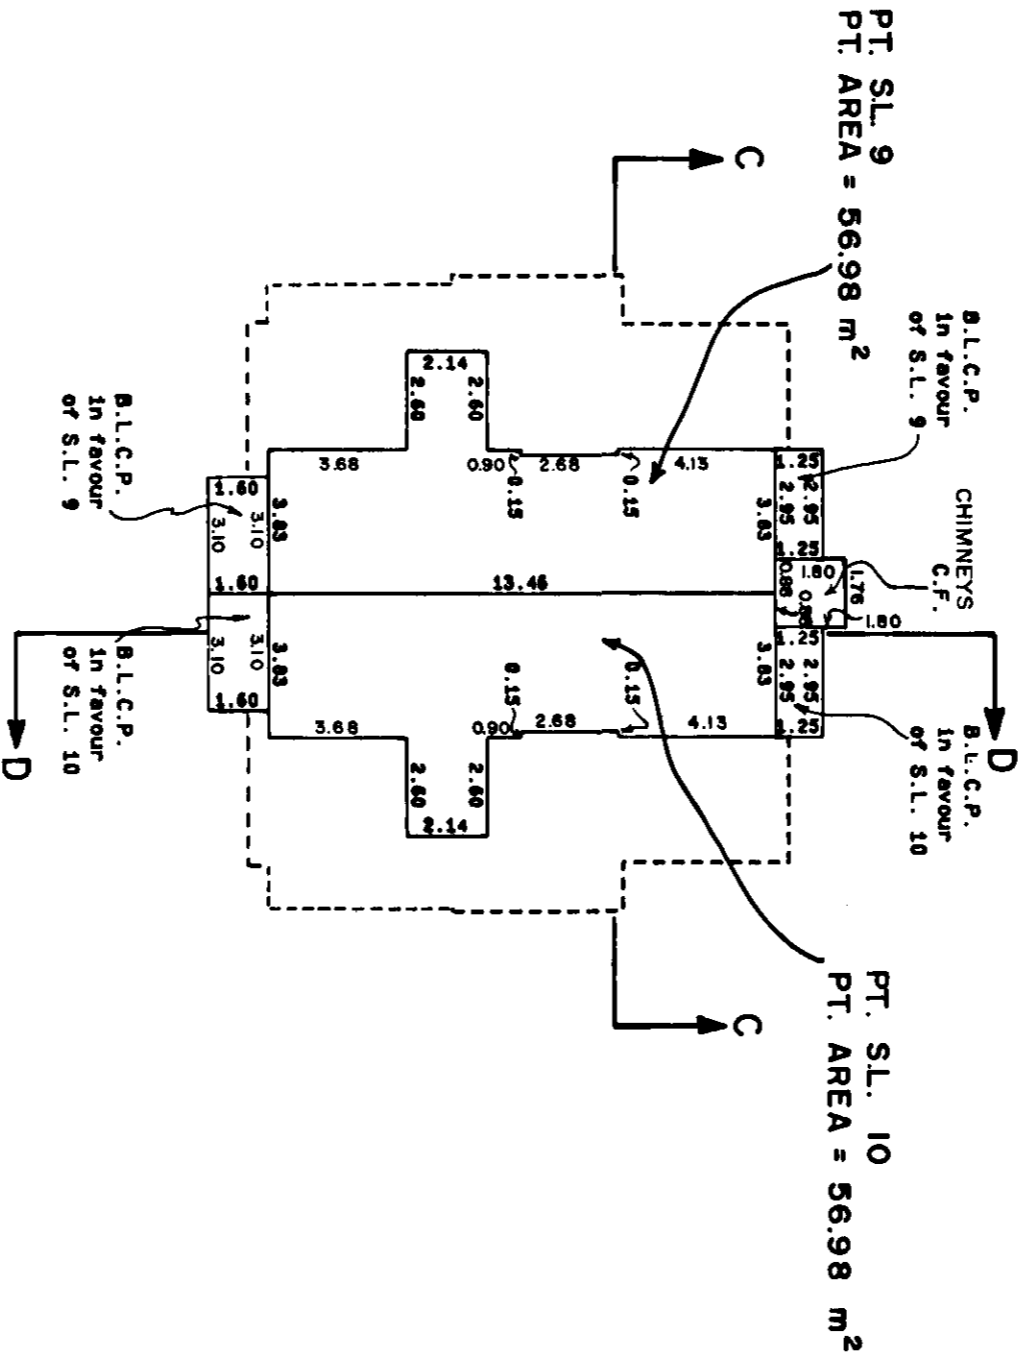 PT. S.L. 9
PT. AREA = 56.98 m²
C
B.L.C.P.
in favour
of S.L. 9
CHIMNEYS
C.F.
B.L.C.P.
in favour
of S.L. 10
D
1.25
2.95
2.95
1.25
1.80
1.76
1.80
0.88
0.88
1.25
2.95
2.95
1.25
3.83
3.83
4.13
0.15
2.68
0.15
0.90
2.60
2.14
2.60
3.68
13.46
4.13
0.15
2.68
0.15
0.90
2.60
2.14
2.60
3.68
3.83
3.83
1.60
3.10
3.10
1.60
3.10
3.10
1.60
B.L.C.P.
in favour
of S.L. 9
B.L.C.P.
in favour
of S.L. 10
D
C
PT. S.L. 10
PT. AREA = 56.98 m²